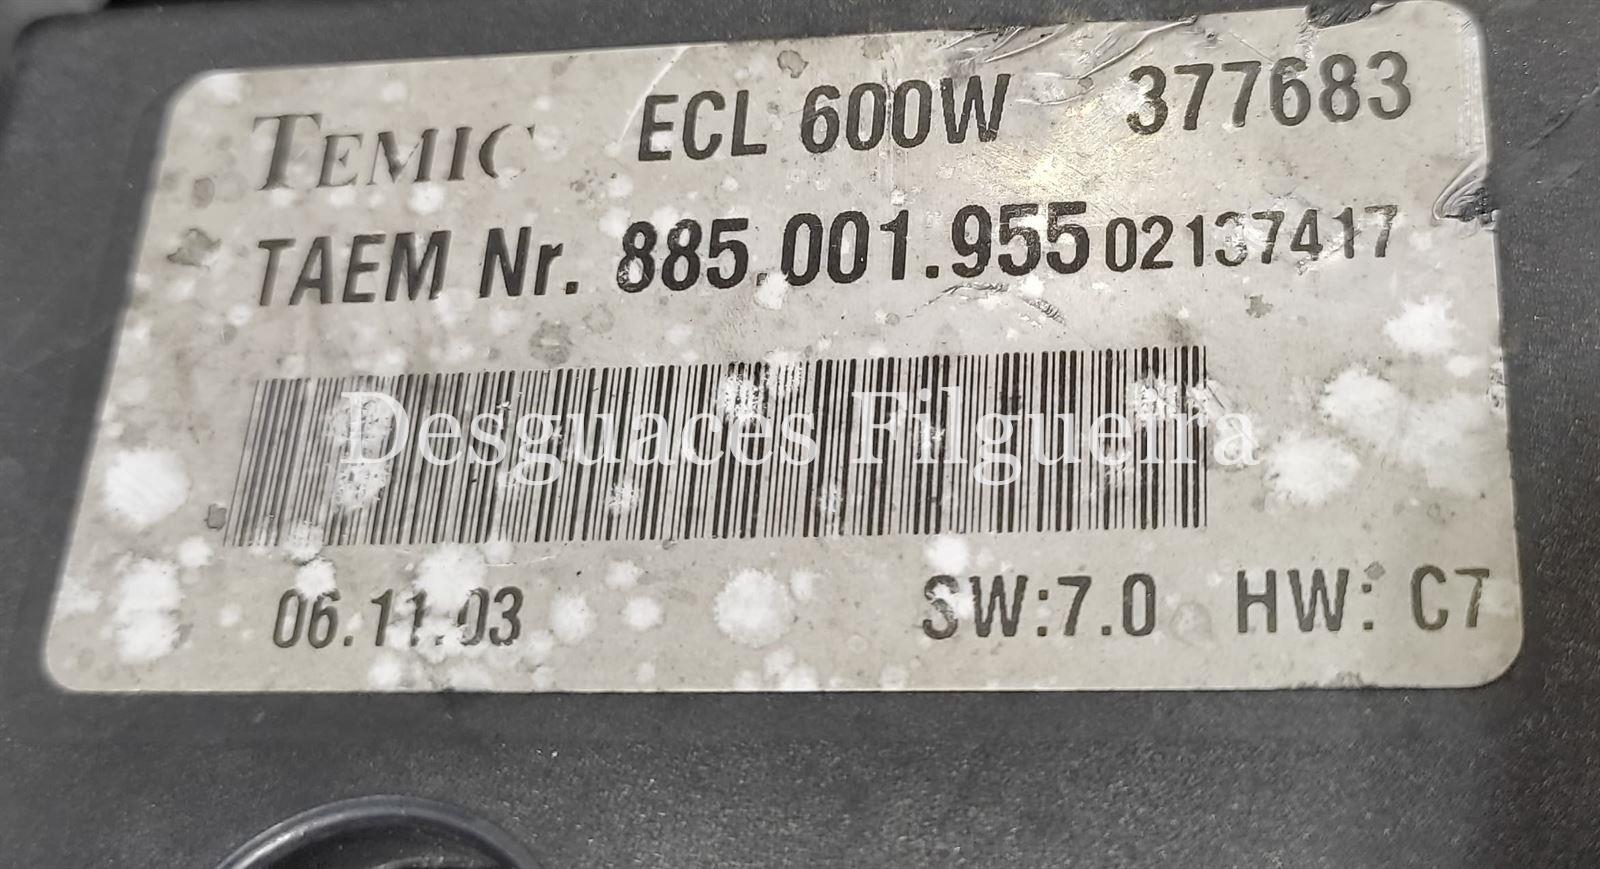 TEMIC ECL 600W 377683
TAEM Nr. 885.001.955 02137417
Desguaces Filgueira
06.11.03 SW:7.0 HW: C7